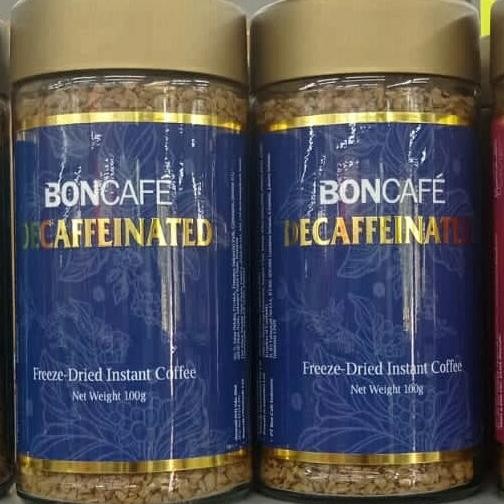 BONCAFÉ
DECAFFEINATED
Freeze-Dried Instant Coffee
Net Weight 100g
BONCAFÉ
DECAFFEINATED
Freeze-Dried Instant Coffee
Net Weight 100g